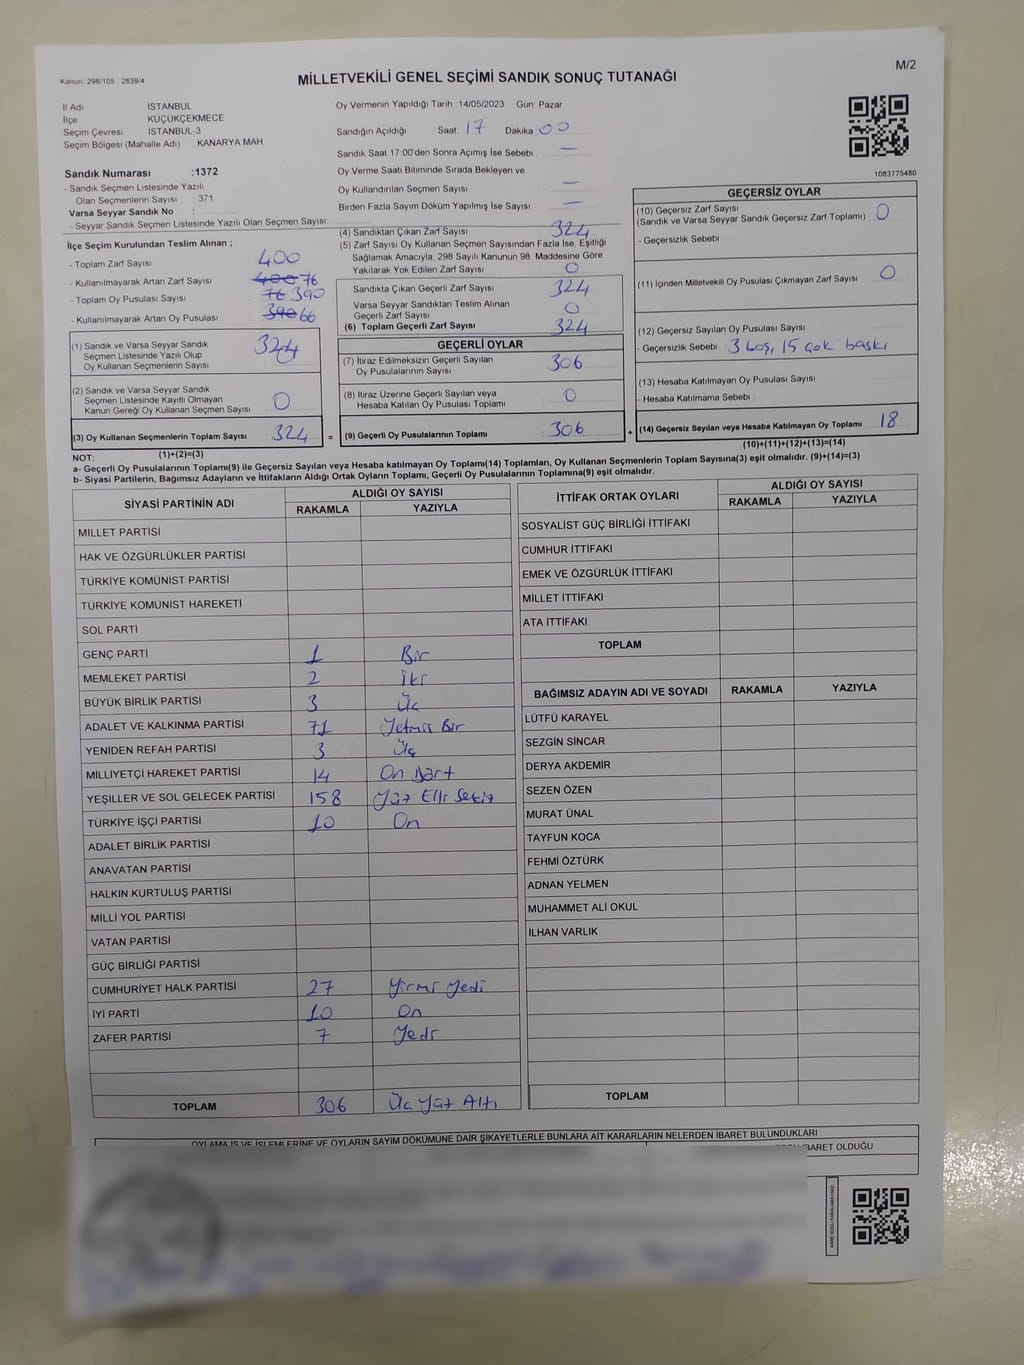 Kanun: 298/105 . 2839/4
MİLLETVEKİLİ GENEL SEÇİMİ SANDIK SONUÇ TUTANAĞI
M/2
İl Adı İSTANBUL
İlçe KÜÇÜKÇEKMECE
Seçim Çevresi İSTANBUL-3
Seçim Bölgesi (Mahalle Adı) KANARYA MAH
Sandık Numarası :1372
- Sandık Seçmen Listesinde Yazılı
Olan Seçmenlerin Sayısı : 371
Varsa Seyyar Sandık No :
- Seyyar Sandık Seçmen Listesinde Yazılı Olan Seçmen Sayısı:
İlçe Seçim Kurulundan Teslim Alınan ;
- Toplam Zarf Sayısı 400
- Kullanılmayarak Artan Zarf Sayısı 400 76
- Toplam Oy Pusulası Sayısı 76 390
- Kullanılmayarak Artan Oy Pusulası 390 66
(1) Sandık ve Varsa Seyyar Sandık
Seçmen Listesinde Yazılı Olup
Oy Kullanan Seçmenlerin Sayısı 324
(2) Sandık ve Varsa Seyyar Sandık
Seçmen Listesinde Kayıtlı Olmayan
Kanun Gereği Oy Kullanan Seçmen Sayısı 0
(3) Oy Kullanan Seçmenlerin Toplam Sayısı 324 =
(1)+(2)=(3)
Oy Vermenin Yapıldığı Tarih 14/05/2023 Gün: Pazar
Sandığın Açıldığı Saat: 17 Dakika 00
Sandık Saat 17:00'den Sonra Açımış İse Sebebi : —
Oy Verme Saati Bitiminde Sırada Bekleyen ve
Oy Kullandırılan Seçmen Sayısı : —
Birden Fazla Sayım Döküm Yapılmış İse Sayısı : —
(4) Sandıktan Çıkan Zarf Sayısı 324
(5) Zarf Sayısı Oy Kullanan Seçmen Sayısından Fazla İse, Eşitliği
Sağlamak Amacıyla, 298 Sayılı Kanunun 98. Maddesine Göre
Yakılarak Yok Edilen Zarf Sayısı 0
Sandıkta Çıkan Geçerli Zarf Sayısı 324
Varsa Seyyar Sandıktan Teslim Alınan
Geçerli Zarf Sayısı 0
(6) Toplam Geçerli Zarf Sayısı 324
GEÇERLİ OYLAR
(7) İtiraz Edilmeksizin Geçerli Sayılan
Oy Pusulalarının Sayısı 306
(8) İtiraz Üzerine Geçerli Sayılan veya
Hesaba Katılan Oy Pusulası Toplamı 0
(9) Geçerli Oy Pusulalarının Toplamı 306 +
1083775480
GEÇERSİZ OYLAR
(10) Geçersiz Zarf Sayısı
(Sandık ve Varsa Seyyar Sandık Geçersiz Zarf Toplamı) 0
- Geçersizlik Sebebi
(11) İçinden Milletvekili Oy Pusulası Çıkmayan Zarf Sayısı 0
(12) Geçersiz Sayılan Oy Pusulası Sayısı
- Geçersizlik Sebebi 3 boş, 15 çok baskı
(13) Hesaba Katılmayan Oy Pusulası Sayısı
- Hesaba Katılmama Sebebi :
(14) Geçersiz Sayılan veya Hesaba Katılmayan Oy Toplamı 18
(10)+(11)+(12)+(13)=(14)
NOT:
a- Geçerli Oy Pusulalarının Toplamı(9) ile Geçersiz Sayılan veya Hesaba katılmayan Oy Toplamı(14) Toplamları, Oy Kullanan Seçmenlerin Toplam Sayısına(3) eşit olmalıdır. (9)+(14)=(3)
b- Siyasi Partilerin, Bağımsız Adayların ve İttifakların Aldığı Ortak Oyların Toplamı, Geçerli Oy Pusulalarının Toplamına(9) eşit olmalıdır.
SİYASİ PARTİNİN ADI ALDIĞI OY SAYISI
RAKAMLA YAZIYLA
MİLLET PARTİSİ
HAK VE ÖZGÜRLÜKLER PARTİSİ
TÜRKİYE KOMÜNİST PARTİSİ
TÜRKİYE KOMÜNİST HAREKETİ
SOL PARTİ
GENÇ PARTİ 1 Bir
MEMLEKET PARTİSİ 2 İki
BÜYÜK BİRLİK PARTİSİ 3 Üç
ADALET VE KALKINMA PARTİSİ 71 Yetmiş Bir
YENİDEN REFAH PARTİSİ 3 Üç
MİLLİYETÇİ HAREKET PARTİSİ 14 On Dört
YEŞİLLER VE SOL GELECEK PARTİSİ 158 Yüz Elli Sekiz
TÜRKİYE İŞÇİ PARTİSİ 10 On
ADALET BİRLİK PARTİSİ
ANAVATAN PARTİSİ
HALKIN KURTULUŞ PARTİSİ
MİLLİ YOL PARTİSİ
VATAN PARTİSİ
GÜÇ BİRLİĞİ PARTİSİ
CUMHURİYET HALK PARTİSİ 27 Yirmi Yedi
İYİ PARTİ 10 On
ZAFER PARTİSİ 7 Yedi
TOPLAM 306 Üç Yüz Altı
İTTİFAK ORTAK OYLARI ALDIĞI OY SAYISI
RAKAMLA YAZIYLA
SOSYALİST GÜÇ BİRLİĞİ İTTİFAKI
CUMHUR İTTİFAKI
EMEK VE ÖZGÜRLÜK İTTİFAKI
MİLLET İTTİFAKI
ATA İTTİFAKI
TOPLAM
BAĞIMSIZ ADAYIN ADI VE SOYADI RAKAMLA YAZIYLA
LÜTFÜ KARAYEL
SEZGİN SİNCAR
DERYA AKDEMİR
SEZEN ÖZEN
MURAT ÜNAL
TAYFUN KOCA
FEHMİ ÖZTÜRK
ADNAN YELMEN
MUHAMMET ALİ OKUL
İLHAN VARLIK
TOPLAM
OYLAMA İŞ VE İŞLEMLERİNE VE OYLARIN SAYIM DÖKÜMÜNE DAİR ŞİKAYETLERLE BUNLARA AİT KARARLARIN NELERDEN İBARET BULUNDUKLARI
İBARET OLDUĞU